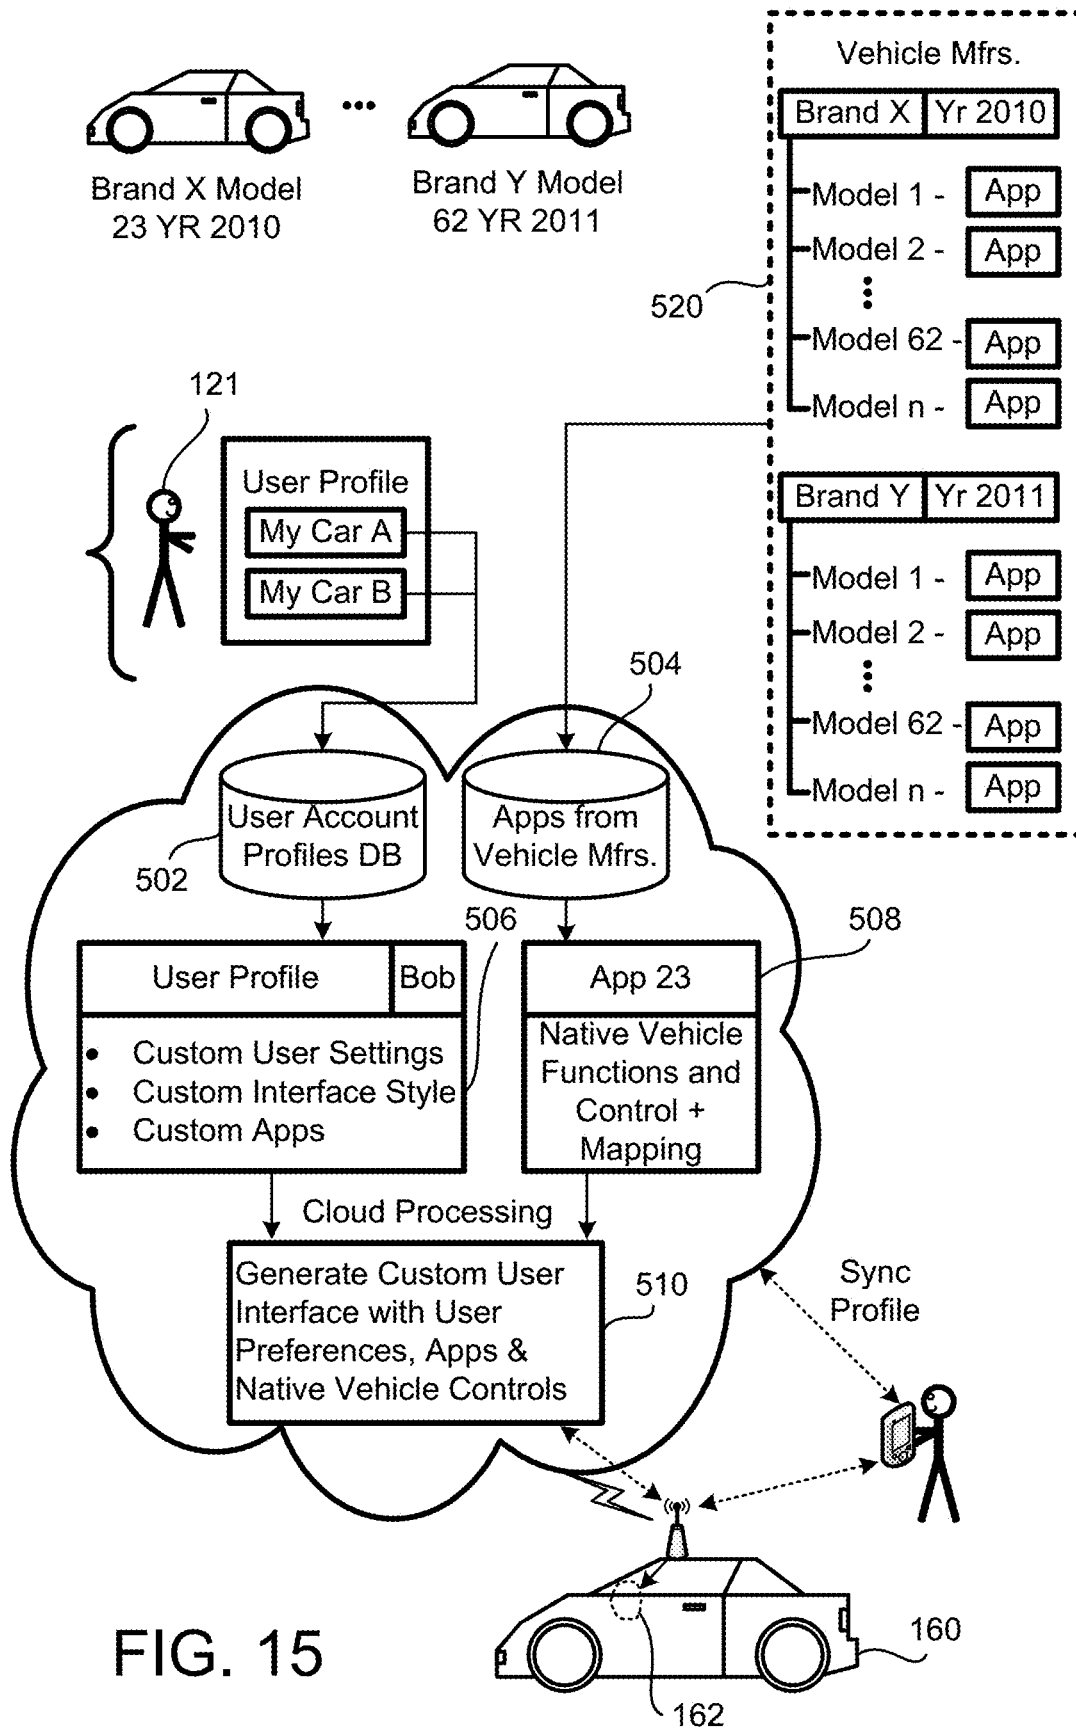 Brand X Model
23 YR 2010
Brand Y Model
62 YR 2011
Vehicle Mfrs.
Brand X Yr 2010
Model 1 - App
Model 2 - App
Model 62 - App
Model n - App
520
Brand Y Yr 2011
Model 1 - App
Model 2 - App
Model 62 - App
Model n - App
121
User Profile
My Car A
My Car B
504
User Account
Profiles DB
502
Apps from
Vehicle Mfrs.
506
508
User Profile Bob
• Custom User Settings
• Custom Interface Style
• Custom Apps
App 23
Native Vehicle
Functions and
Control +
Mapping
Cloud Processing
Generate Custom User
Interface with User
Preferences, Apps &
Native Vehicle Controls
510
Sync
Profile
160
162
FIG. 15